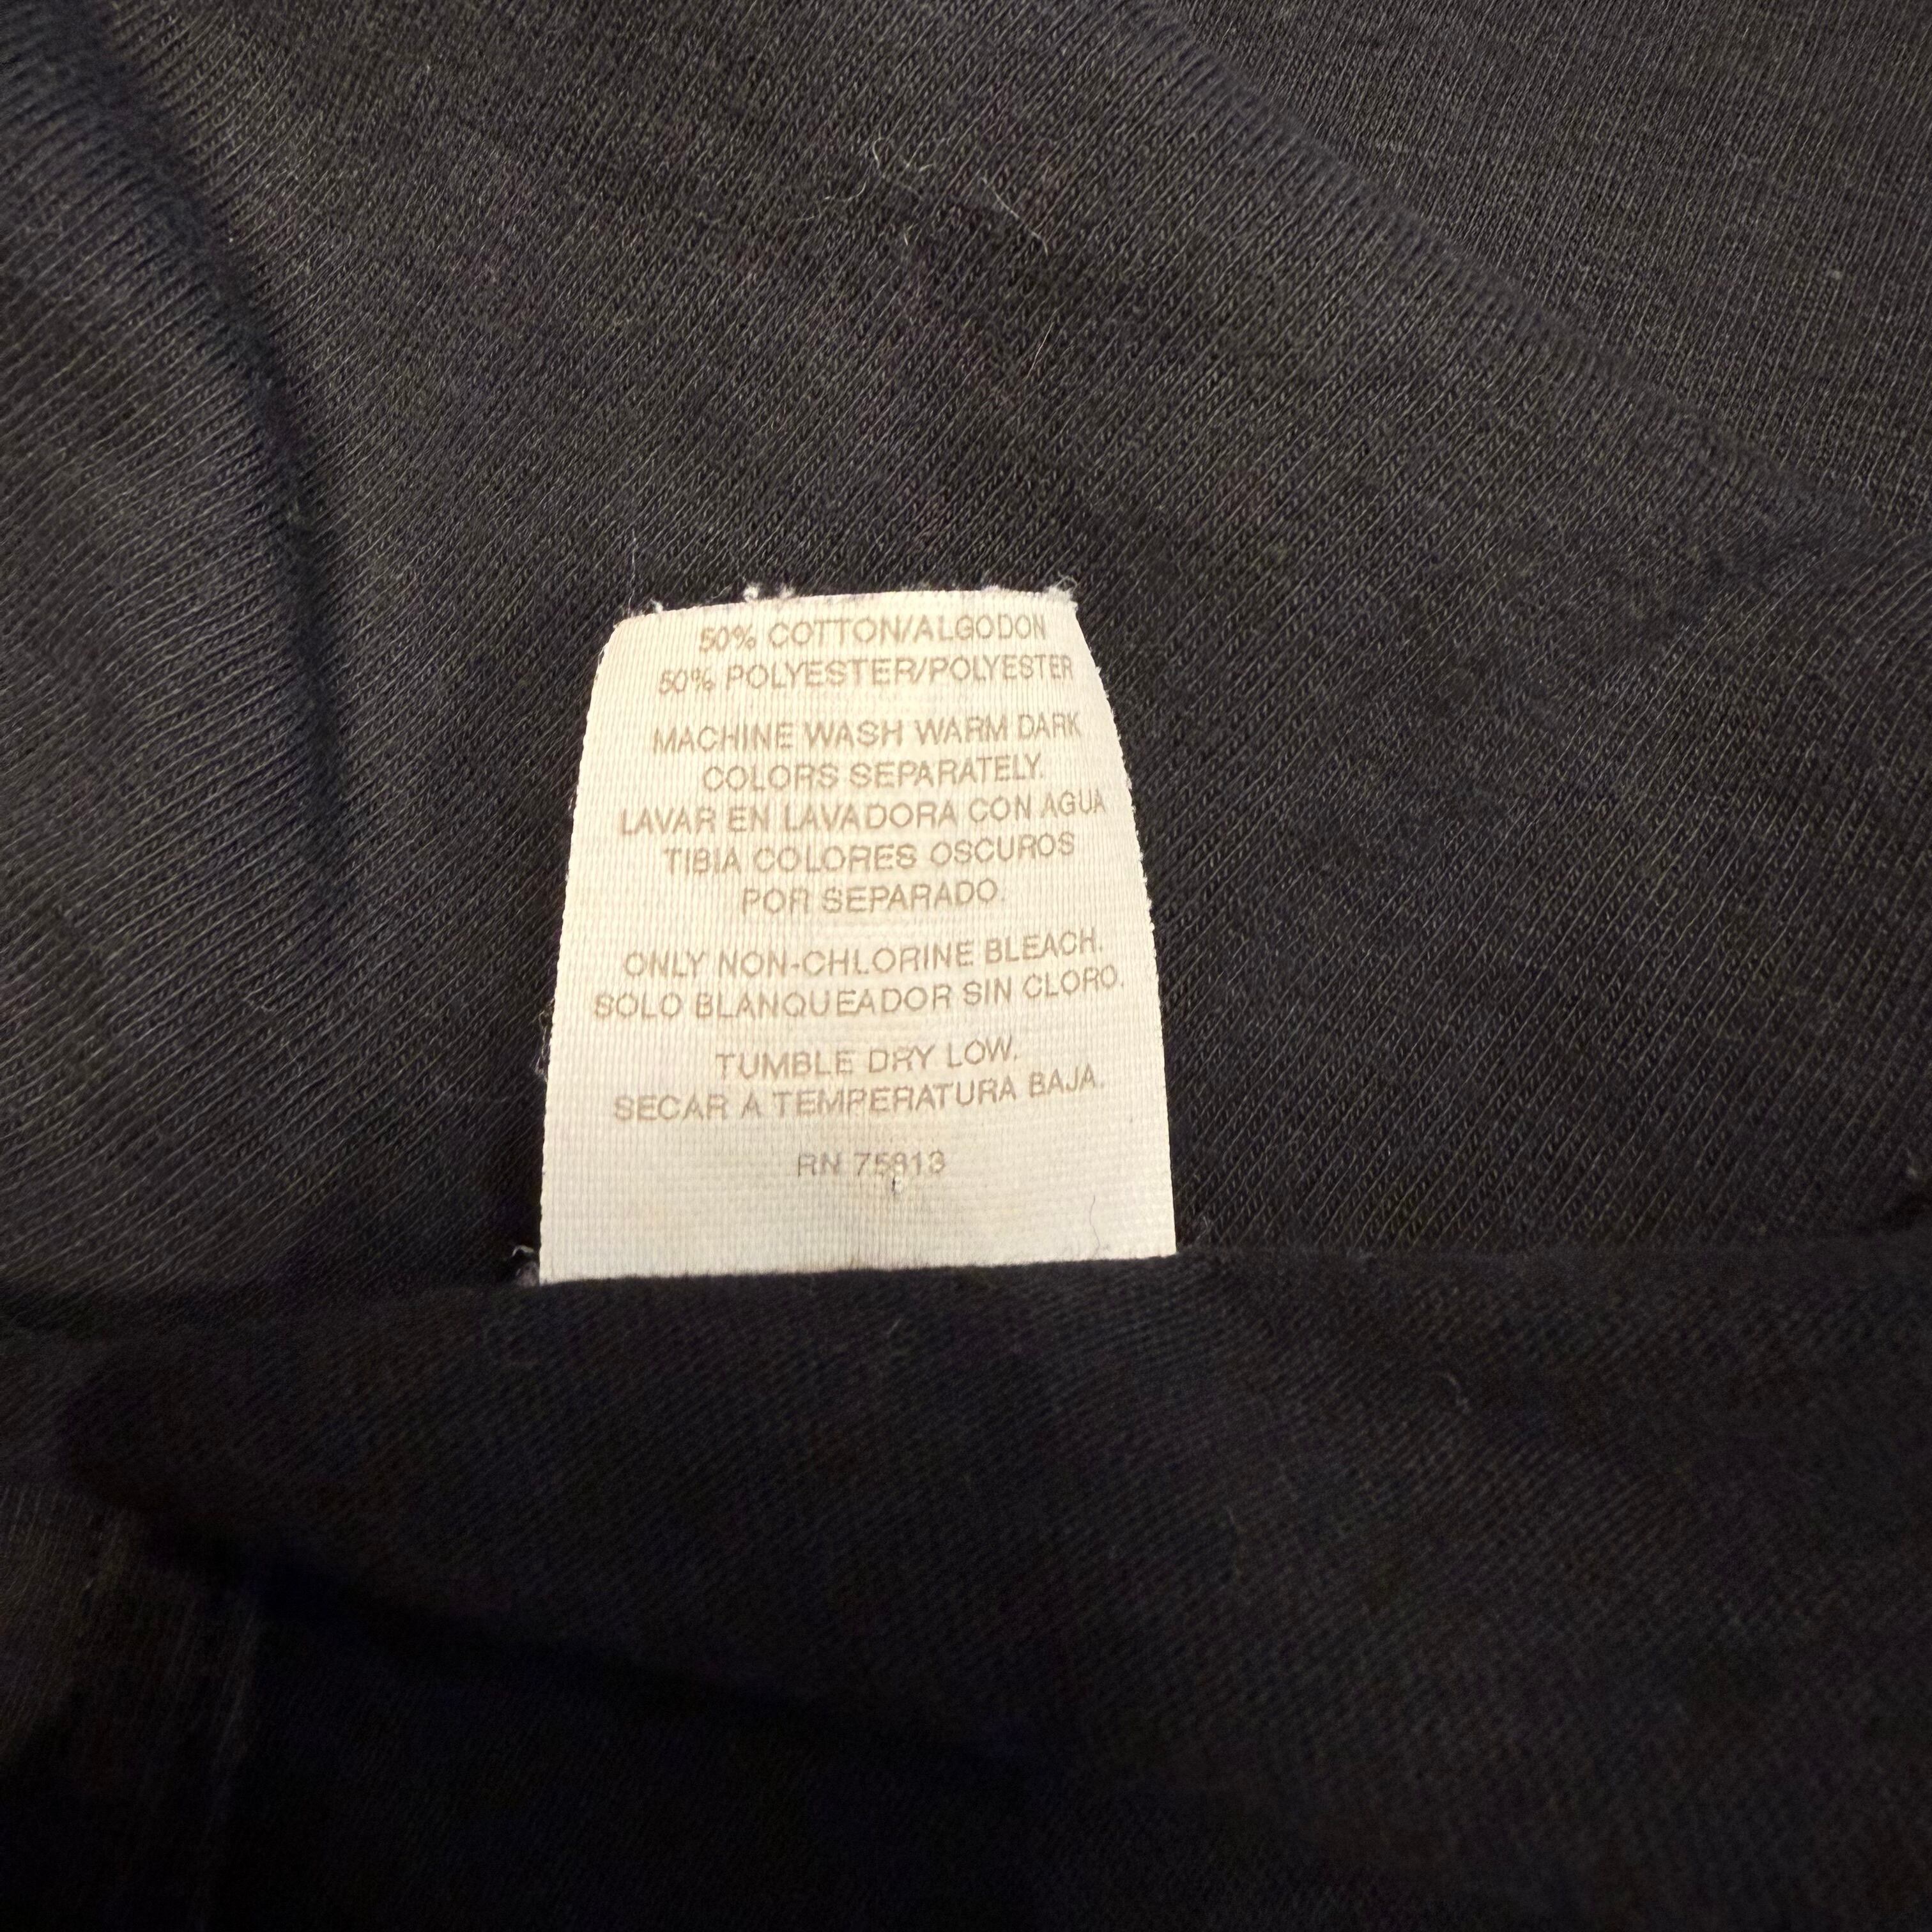 50% COTTON/ALGODON
50% POLYESTER/POLYESTER
MACHINE WASH WARM DARK
COLORS SEPARATELY.
LAVAR EN LAVADORA CON AGUA
TIBIA COLORES OSCUROS
POR SEPARADO.
ONLY NON-CHLORINE BLEACH.
SOLO BLANQUEADOR SIN CLORO.
TUMBLE DRY LOW.
SECAR A TEMPERATURA BAJA.
RN